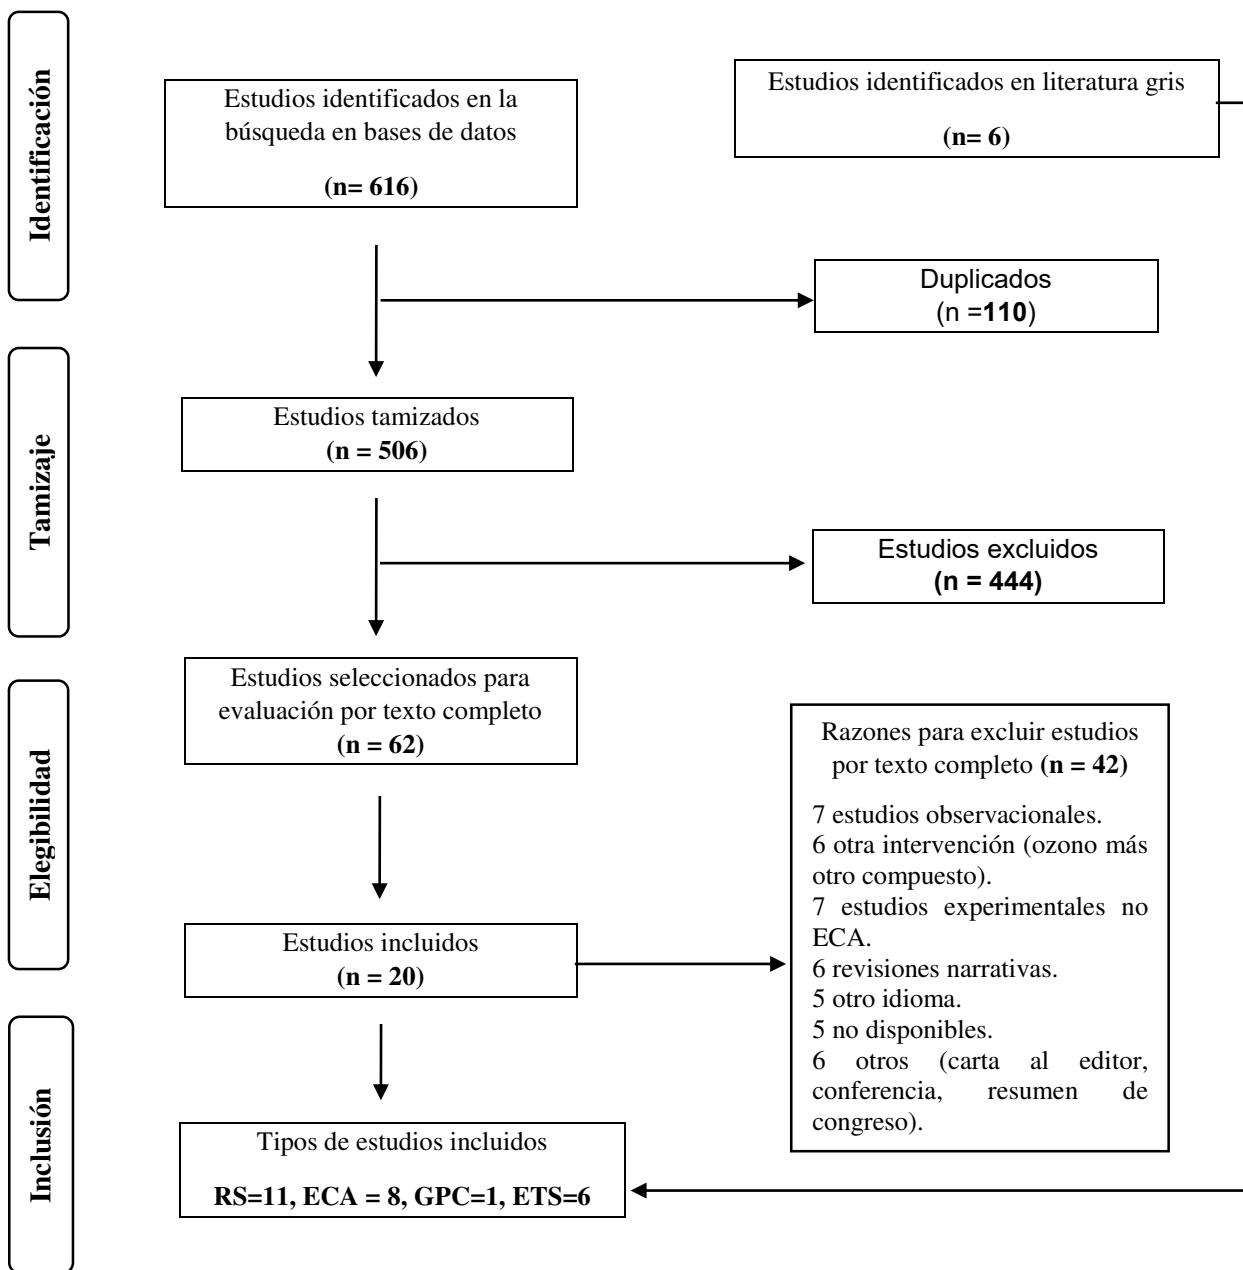 Identificación
Estudios identificados en la
búsqueda en bases de datos
(n= 616)
Estudios identificados en literatura gris
(n= 6)
Duplicados
(n =110)
Tamizaje
Estudios tamizados
(n = 506)
Estudios excluidos
(n = 444)
Elegibilidad
Estudios seleccionados para
evaluación por texto completo
(n = 62)
Razones para excluir estudios
por texto completo (n = 42)
7 estudios observacionales.
6 otra intervención (ozono más
otro compuesto).
7 estudios experimentales no
ECA.
6 revisiones narrativas.
5 otro idioma.
5 no disponibles.
6 otros (carta al editor,
conferencia, resumen de
congreso).
Estudios incluidos
(n = 20)
Inclusión
Tipos de estudios incluidos
RS=11, ECA = 8, GPC=1, ETS=6